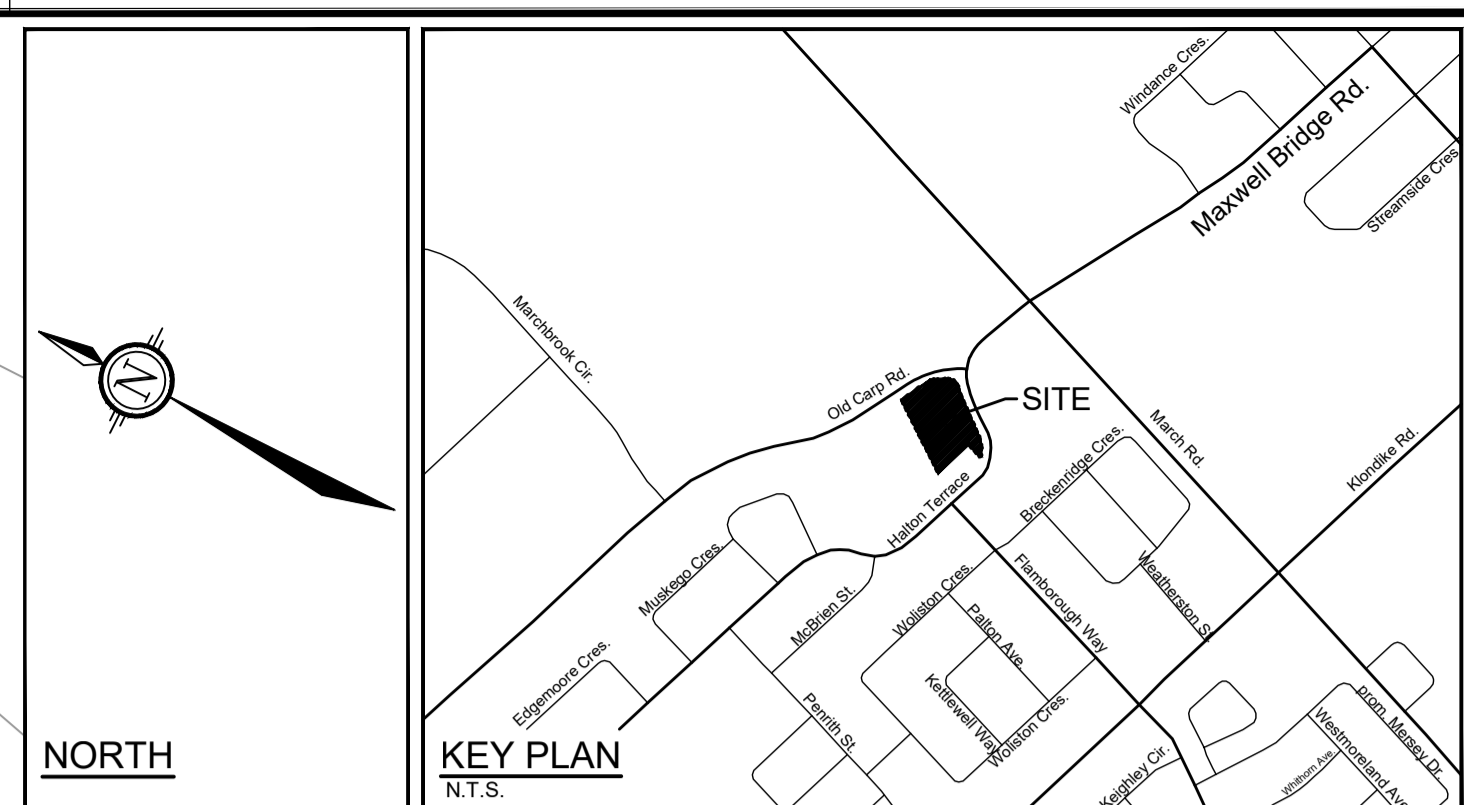 N
NORTH
Windance Cres.
Maxwell Bridge Rd.
Streamside Cres.
Marchbrook Cir.
Old Carp Rd.
SITE
March Rd.
Klondike Rd.
Halton Terrace
Breckenridge Cres.
Muskego Cres.
McBrien St.
Woliston Cres.
Flamborough Way
Weatherston St.
Palton Ave.
Edgemoore Cres.
Kettlewell Way
Woliston Cres.
Penrith St.
Keighley Cir.
prom. Mersey Dr.
Westmoreland Ave
Whithorn Ave.
KEY PLAN
N.T.S.